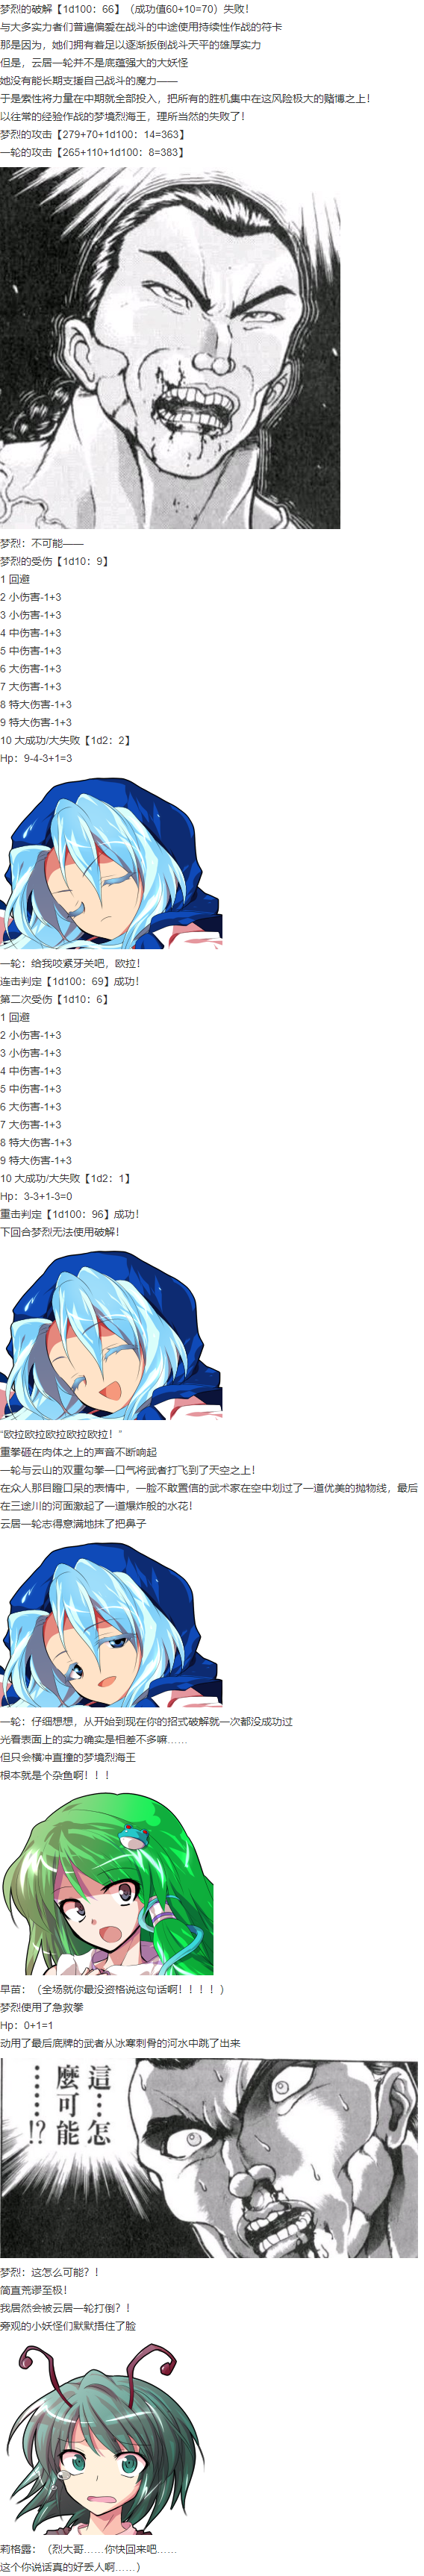 梦烈的破解【1d100：66】（成功值60+10=70）失败！
与大多实力者们普遍偏爱在战斗的中途使用持续性作战的符卡
那是因为，她们拥有着足以逐渐扳倒战斗天平的雄厚实力
但是，云居一轮并不是底蕴强大的大妖怪
她没有能长期支援自己战斗的魔力——
于是索性将力量在中期就全部投入，把所有的胜机集中在这风险极大的赌博之上！
以往常的经验作战的梦境烈海王，理所当然的失败了！
梦烈的攻击【279+70+1d100：14=363】
一轮的攻击【265+110+1d100：8=383】
梦烈：不可能——
梦烈的受伤【1d10：9】
1 回避
2 小伤害-1+3
3 小伤害-1+3
4 中伤害-1+3
5 中伤害-1+3
6 大伤害-1+3
7 大伤害-1+3
8 特大伤害-1+3
9 特大伤害-1+3
10 大成功/大失败【1d2：2】
Hp：9-4-3+1=3
一轮：给我咬紧牙关吧，欧拉！
连击判定【1d100：69】成功！
第二次受伤【1d10：6】
1 回避
2 小伤害-1+3
3 小伤害-1+3
4 中伤害-1+3
5 中伤害-1+3
6 大伤害-1+3
7 大伤害-1+3
8 特大伤害-1+3
9 特大伤害-1+3
10 大成功/大失败【1d2：1】
Hp：3-3+1-3=0
重击判定【1d100：96】成功！
下回合梦烈无法使用破解！
“欧拉欧拉欧拉欧拉欧拉！”
重拳砸在肉体之上的声音不断响起
一轮与云山的双重勾拳一口气将武者打飞到了天空之上！
在众人那目瞪口呆的表情中，一脸不敢置信的武术家在空中划过了一道优美的抛物线，最后
在三途川的河面激起了一道爆炸般的水花！
云居一轮志得意满地抹了把鼻子
一轮：仔细想想，从开始到现在你的招式破解就一次都没成功过
光看表面上的实力确实是相差不多嘛……
但只会横冲直撞的梦境烈海王
根本就是个杂鱼啊！！！
早苗：（全场就你最没资格说这句话啊！！！！）
梦烈使用了急救拳
Hp：0+1=1
动用了最后底牌的武者从冰寒刺骨的河水中跳了出来
這…怎
麼可能
……!?
梦烈：这怎么可能？！
简直荒谬至极！
我居然会被云居一轮打倒？！
旁观的小妖怪们默默捂住了脸
莉格露：（烈大哥……你快回来吧……
这个你说话真的好丢人啊……）